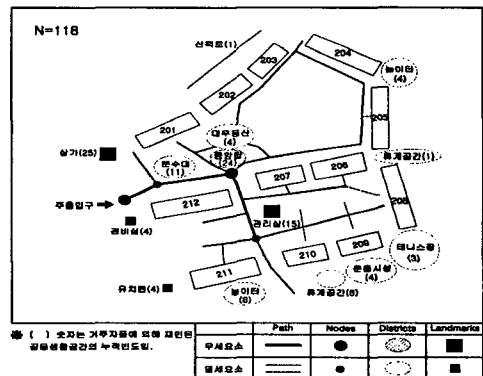 N=118
산책로(1)
204
203
놀이터
(4)
202
205
201
대우동산
(4)
상가(25)
분수대
(11)
중앙광
(24)
휴게공간(1)
207
206
주출입구
212
208
관리실(15)
경비실(4)
테니스장
(3)
210
209
운동시설
(4)
211
유치원(4)
놀이터
(8)
휴게공간(6)
※ ( ) 숫자는 거주자들에 의해 재인된
공동생활공간의 누적빈도임.
Path Nodes Districts Landmarks
우세요소
열세요소